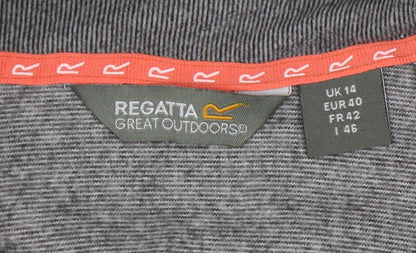 REGATTA
GREAT OUTDOORS®
UK 14
EUR 40
FR 42
I 46